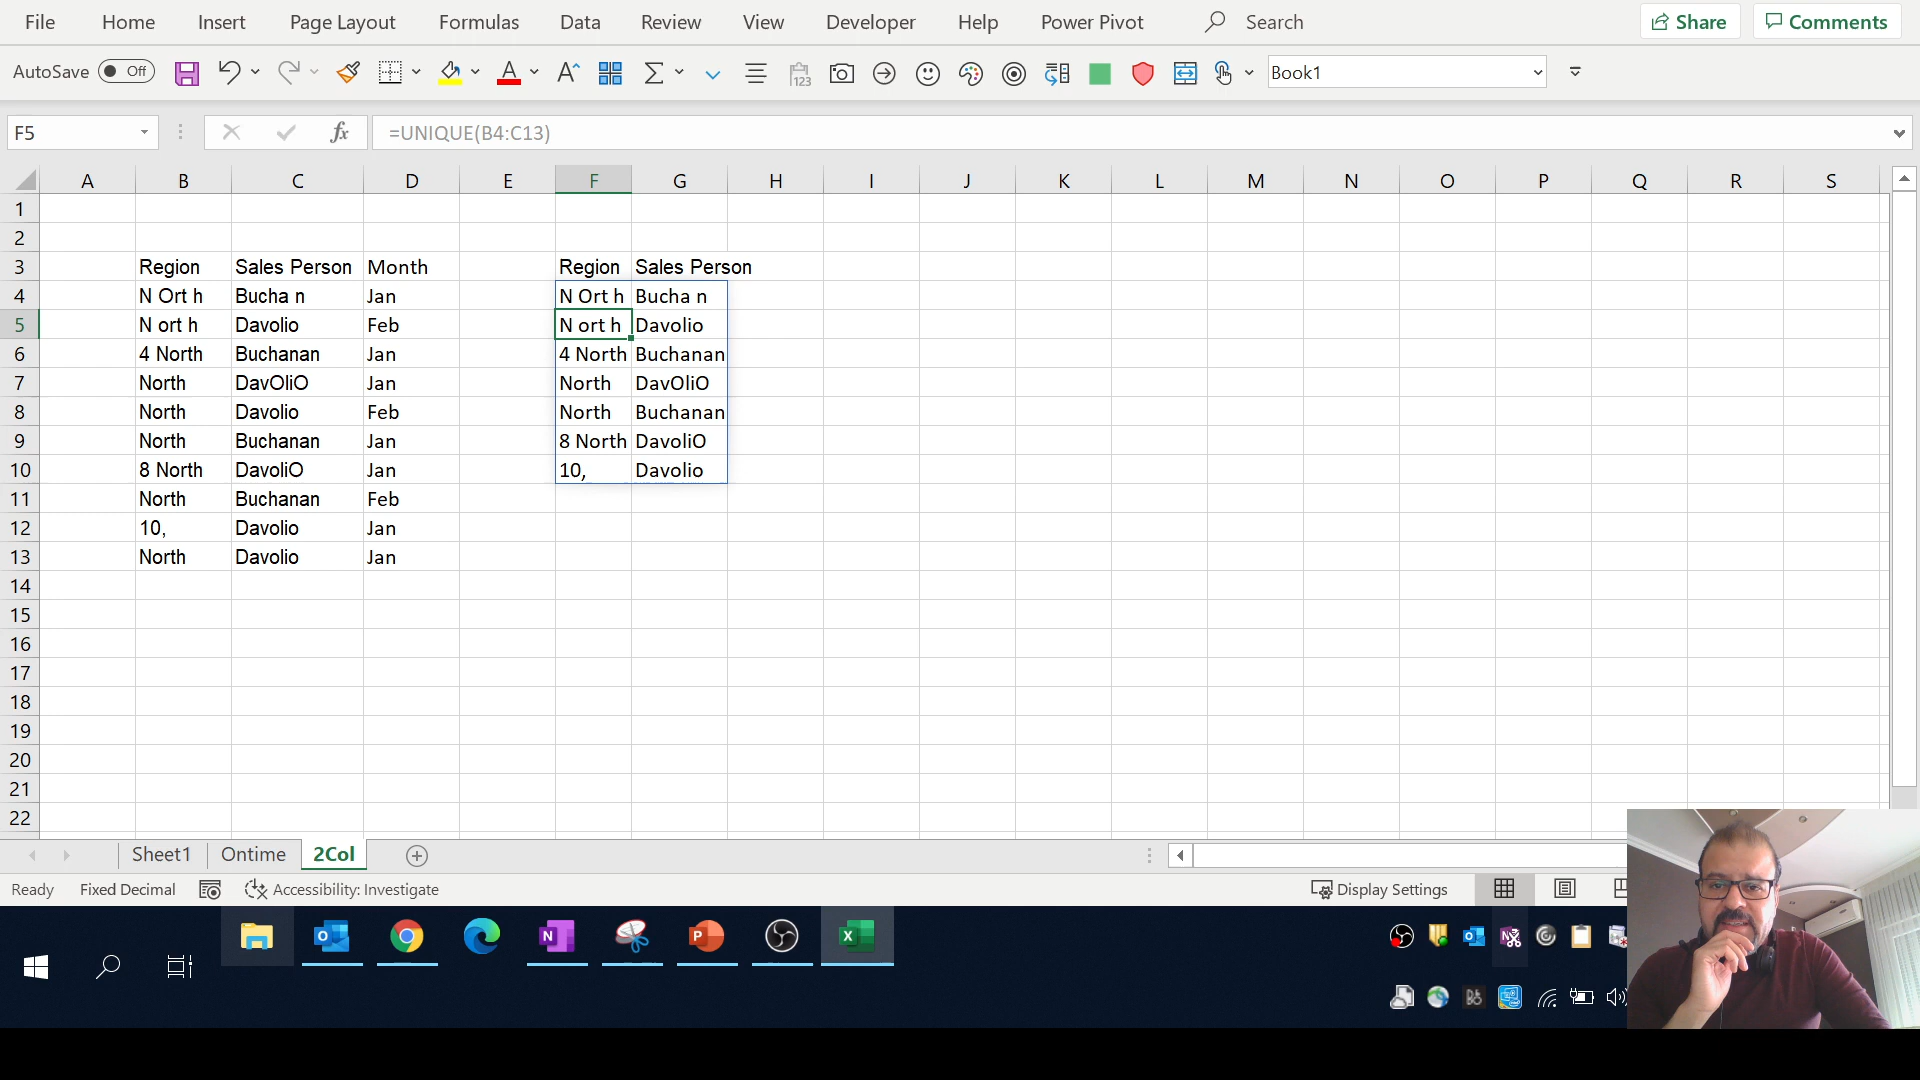 File Home Insert Page Layout Formulas Data Review View Developer Help Power Pivot Search Share Comments
AutoSave Off Book1
F5 fx =UNIQUE(B4:C13)
A B C D E F G H I J K L M N O P Q R S
1
2
3 Region Sales Person Month Region Sales Person
4 N Ort h Bucha n Jan N Ort h Bucha n
5 N ort h Davolio Feb N ort h Davolio
6 4 North Buchanan Jan 4 North Buchanan
7 North DavOliO Jan North DavOliO
8 North Davolio Feb North Buchanan
9 North Buchanan Jan 8 North DavoliO
10 8 North DavoliO Jan 10, Davolio
11 North Buchanan Feb
12 10, Davolio Jan
13 North Davolio Jan
14
15
16
17
18
19
20
21
22
Sheet1 Ontime 2Col
Ready Fixed Decimal Accessibility: Investigate Display Settings